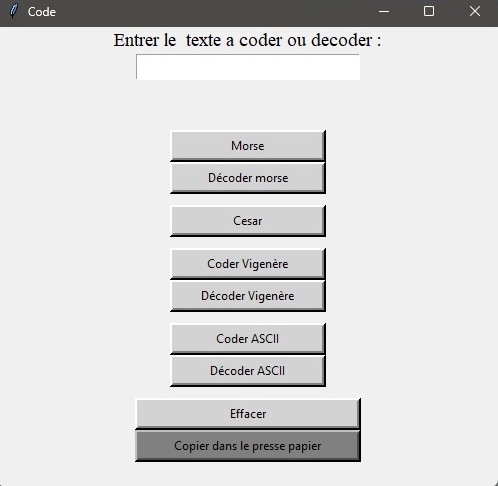 Code
Entrer le  texte a coder ou decoder :
Morse
Décoder morse
Cesar
Coder Vigenère
Décoder Vigenère
Coder ASCII
Décoder ASCII
Effacer
Copier dans le presse papier